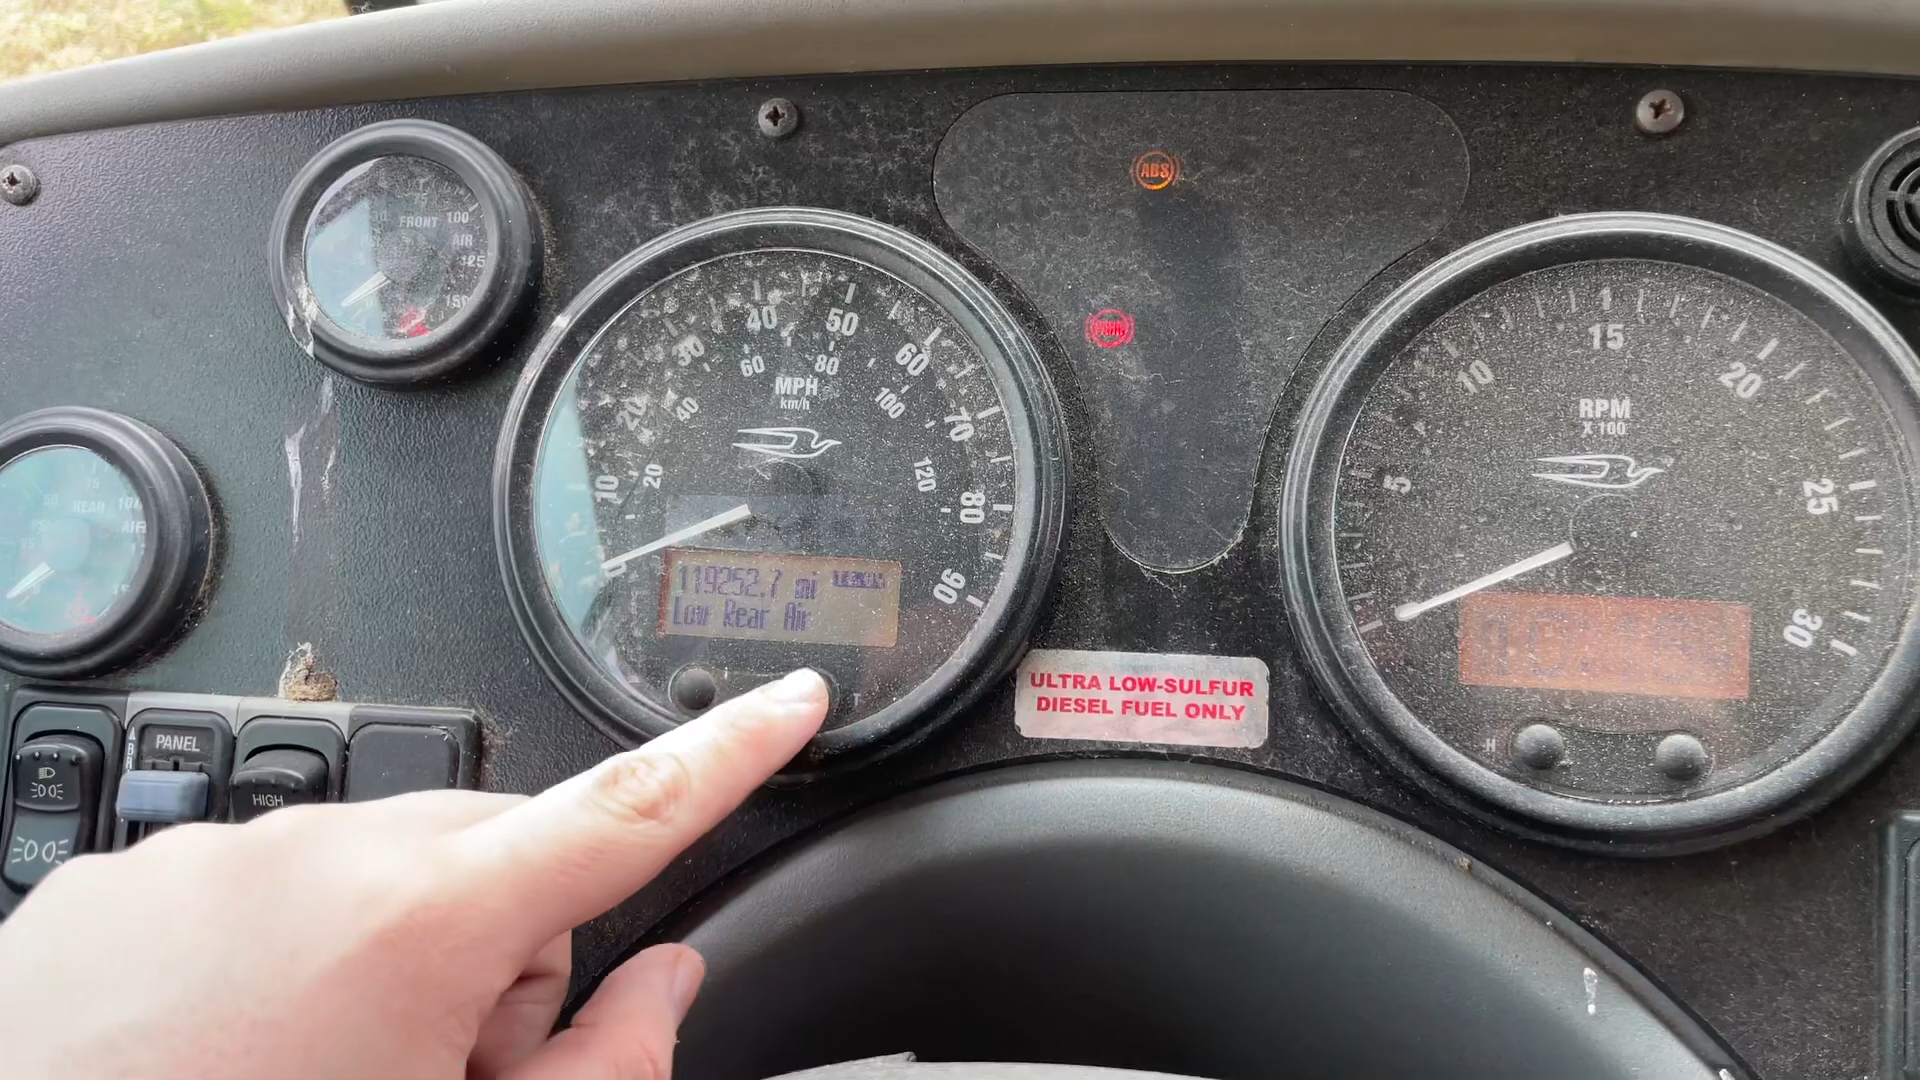 ABS
FRONT
100
AIR
125
150
REAR
AIR
10
20
30
40
50
60
70
80
90
20
40
60
80
100
120
MPH
km/h
119252.7 mi
Low Rear Air
ULTRA LOW-SULFUR
DIESEL FUEL ONLY
5
10
15
20
25
30
RPM
X 100
H
PANEL
HIGH